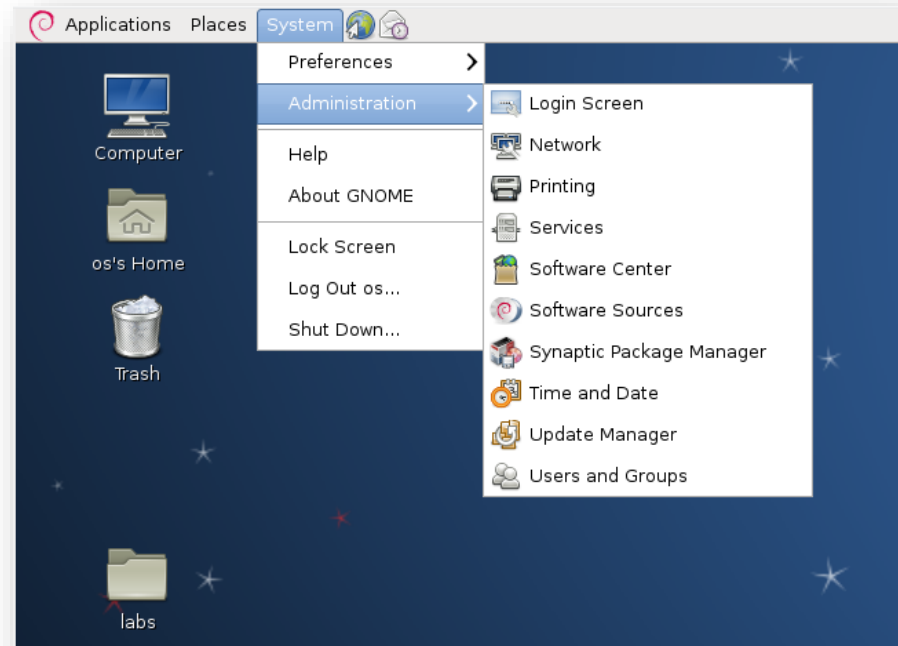 Applications Places System
Preferences
Administration
Help
About GNOME
Lock Screen
Log Out os...
Shut Down...
Login Screen
Network
Printing
Services
Software Center
Software Sources
Synaptic Package Manager
Time and Date
Update Manager
Users and Groups
Computer
os's Home
Trash
labs